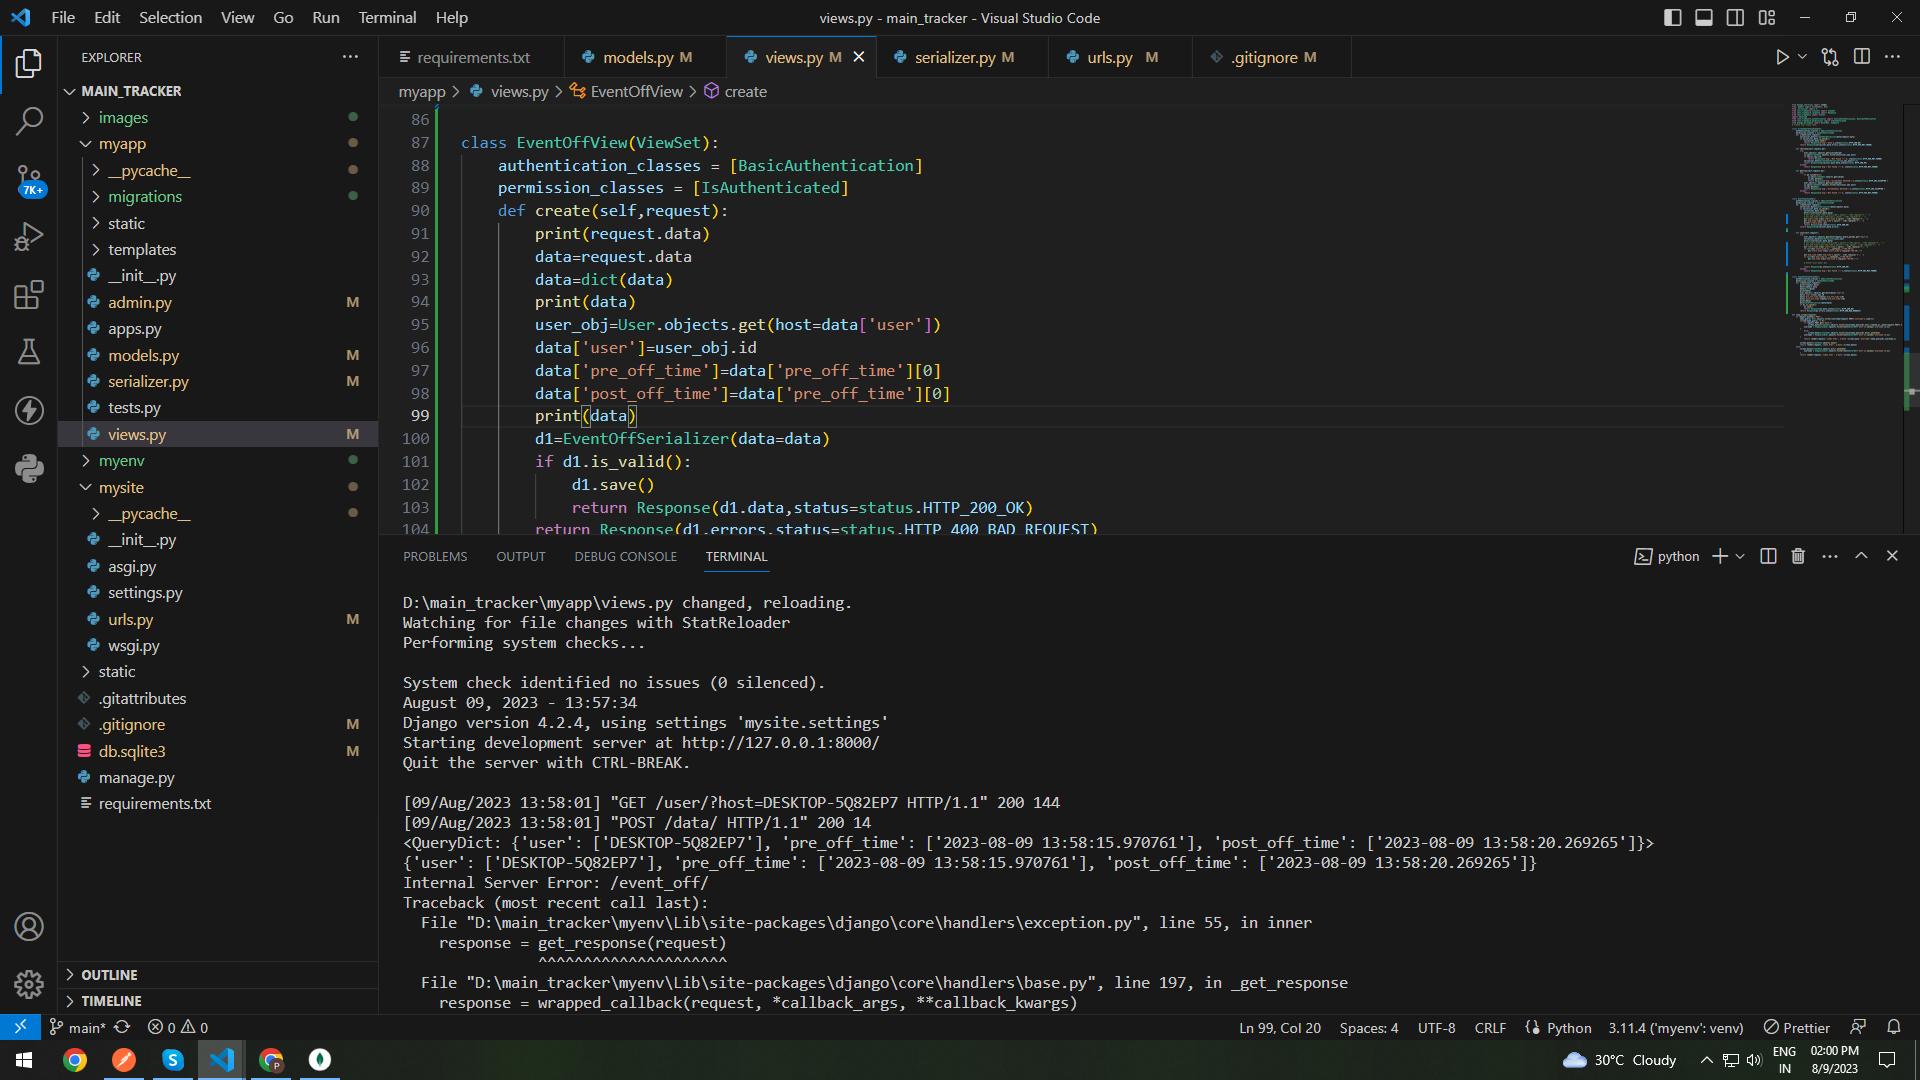 File Edit Selection View Go Run Terminal Help
views.py - main_tracker - Visual Studio Code
EXPLORER
requirements.txt
models.py M
views.py M
serializer.py M
urls.py M
.gitignore M
MAIN_TRACKER
myapp > views.py > EventOffView > create
images
myapp
__pycache__
migrations
static
templates
__init__.py
admin.py M
apps.py
models.py M
serializer.py M
tests.py
views.py M
myenv
mysite
__pycache__
__init__.py
asgi.py
settings.py
urls.py M
wsgi.py
static
.gitattributes
.gitignore M
db.sqlite3 M
manage.py
requirements.txt
OUTLINE
TIMELINE
7K+
86
87 class EventOffView(ViewSet):
88 authentication_classes = [BasicAuthentication]
89 permission_classes = [IsAuthenticated]
90 def create(self,request):
91 print(request.data)
92 data=request.data
93 data=dict(data)
94 print(data)
95 user_obj=User.objects.get(host=data['user'])
96 data['user']=user_obj.id
97 data['pre_off_time']=data['pre_off_time'][0]
98 data['post_off_time']=data['pre_off_time'][0]
99 print(data)
100 d1=EventOffSerializer(data=data)
101 if d1.is_valid():
102 d1.save()
103 return Response(d1.data,status=status.HTTP_200_OK)
104 return Response(d1.errors,status=status.HTTP_400_BAD_REQUEST)
PROBLEMS OUTPUT DEBUG CONSOLE TERMINAL
python
D:\main_tracker\myapp\views.py changed, reloading.
Watching for file changes with StatReloader
Performing system checks...
System check identified no issues (0 silenced).
August 09, 2023 - 13:57:34
Django version 4.2.4, using settings 'mysite.settings'
Starting development server at http://127.0.0.1:8000/
Quit the server with CTRL-BREAK.
[09/Aug/2023 13:58:01] "GET /user/?host=DESKTOP-5Q82EP7 HTTP/1.1" 200 144
[09/Aug/2023 13:58:01] "POST /data/ HTTP/1.1" 200 14
<QueryDict: {'user': ['DESKTOP-5Q82EP7'], 'pre_off_time': ['2023-08-09 13:58:15.970761'], 'post_off_time': ['2023-08-09 13:58:20.269265']}>
{'user': ['DESKTOP-5Q82EP7'], 'pre_off_time': ['2023-08-09 13:58:15.970761'], 'post_off_time': ['2023-08-09 13:58:20.269265']}
Internal Server Error: /event_off/
Traceback (most recent call last):
File "D:\main_tracker\myenv\Lib\site-packages\django\core\handlers\exception.py", line 55, in inner
response = get_response(request)
^^^^^^^^^^^^^^^^^^^^^
File "D:\main_tracker\myenv\Lib\site-packages\django\core\handlers\base.py", line 197, in _get_response
response = wrapped_callback(request, *callback_args, **callback_kwargs)
main* 0 0
Ln 99, Col 20 Spaces: 4 UTF-8 CRLF Python 3.11.4 ('myenv': venv) Prettier
30°C Cloudy
ENG
IN
02:00 PM
8/9/2023